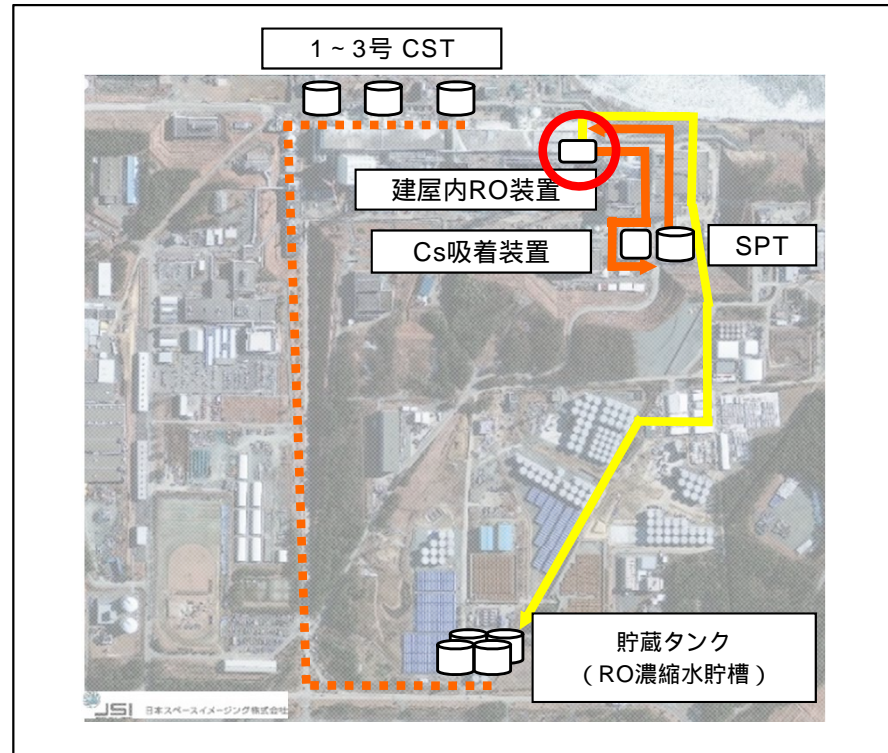 1～3号 CST
建屋内RO装置
Cs吸着装置
SPT
貯蔵タンク
（RO濃縮水貯槽）
JSI 日本スペースイメージング株式会社